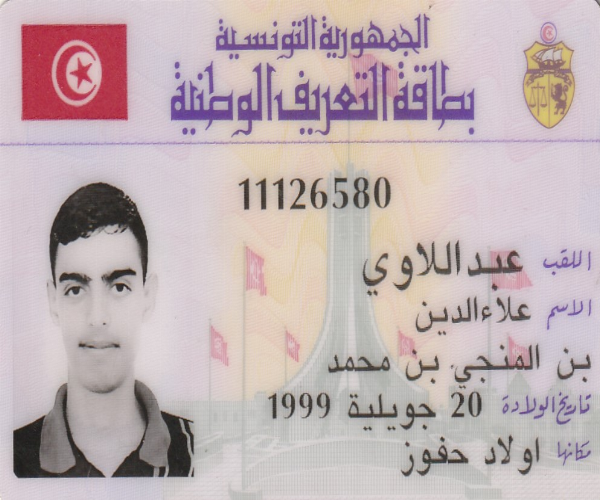 الجمهورية التونسية
بطاقة التعريف الوطنية
11126580
اللقب عبداللاوي
الاسم علاءالدين
بن المنجي بن محمد
تاريخ الولادة 20 جويلية 1999
مكانها اولاد حفوز